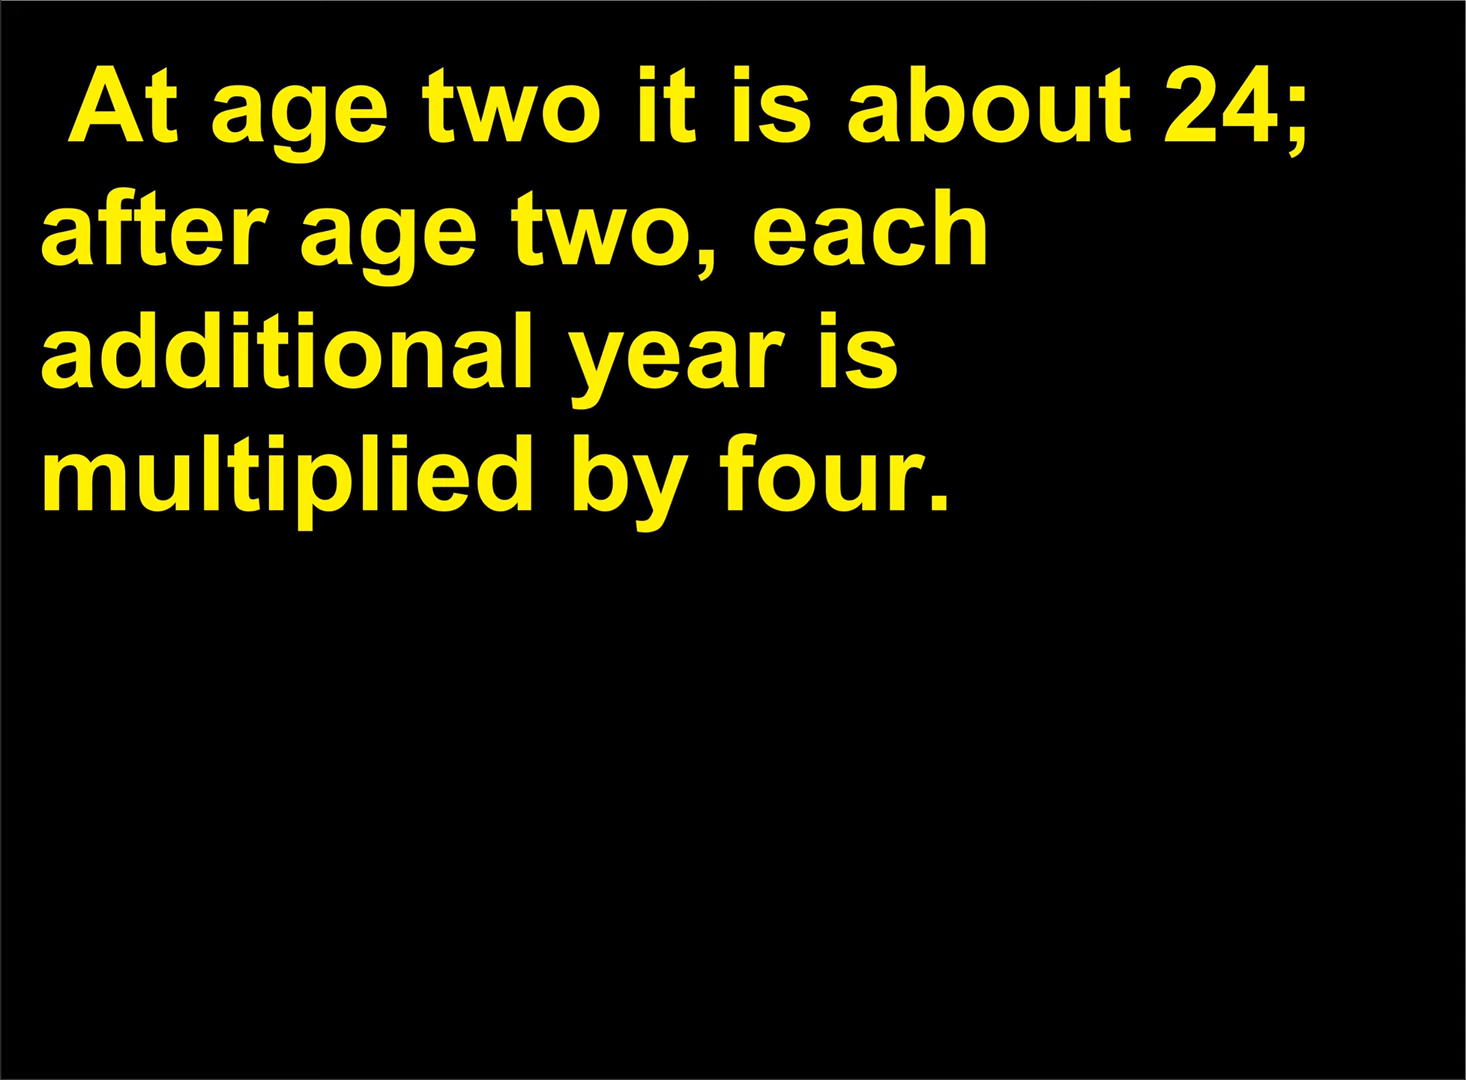 At age two it is about 24;
after age two, each
additional year is
multiplied by four.